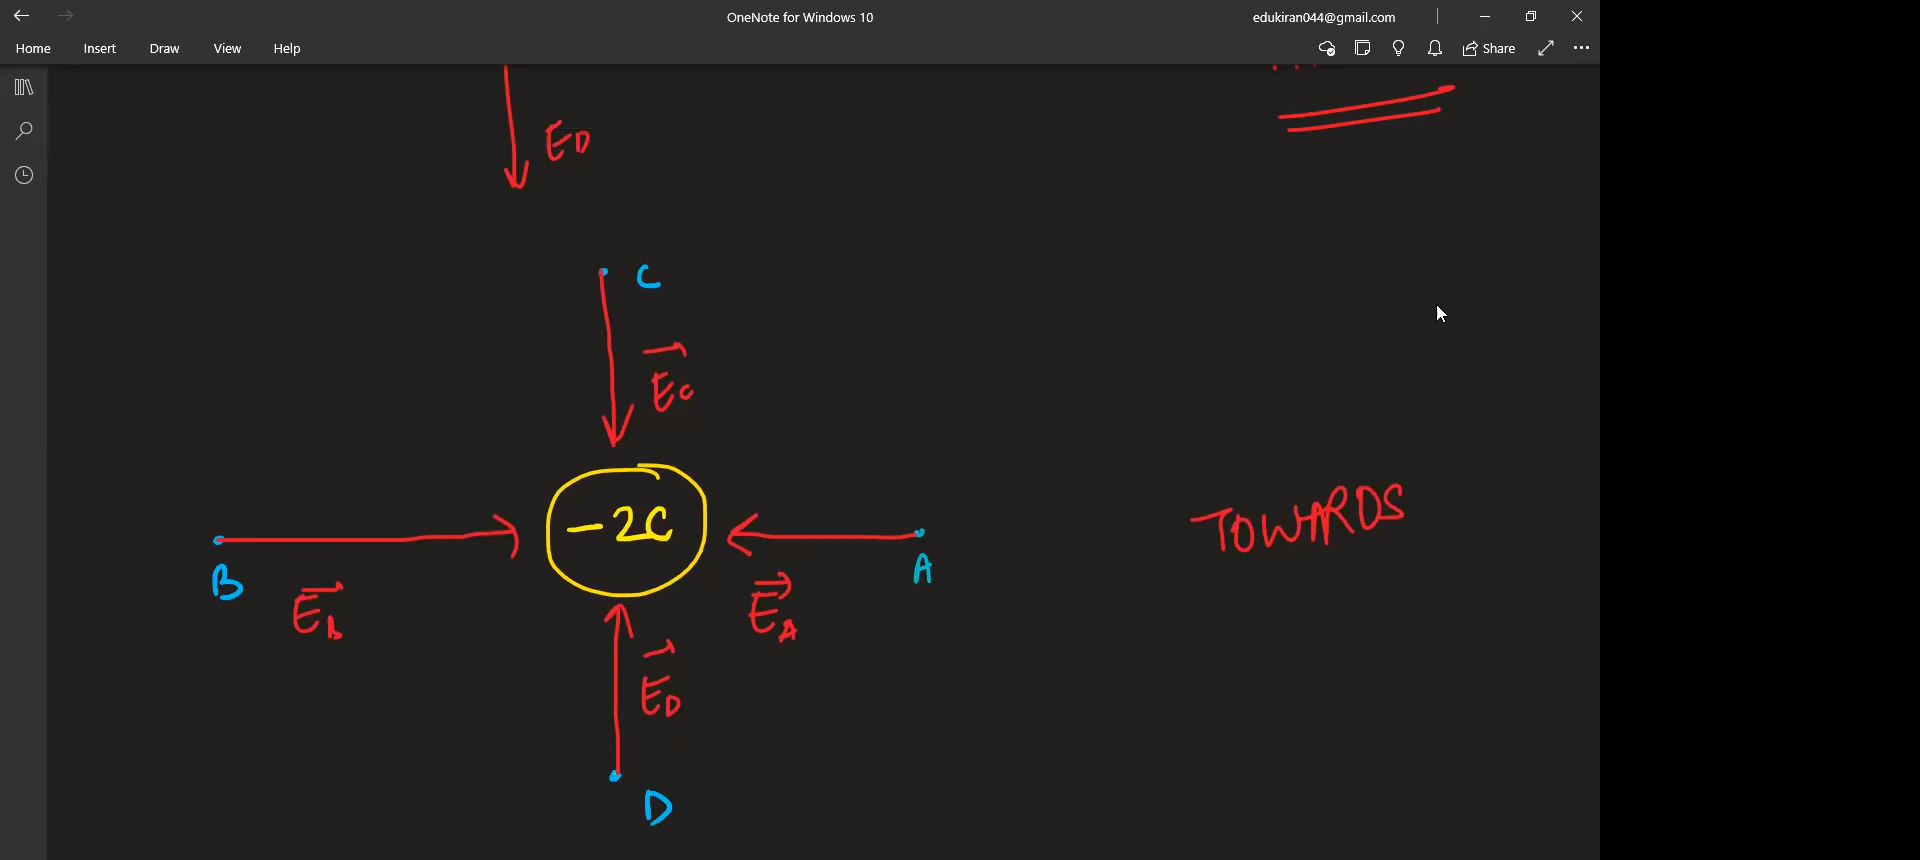 OneNote for Windows 10
edukiran044@gmail.com
Home Insert Draw View Help
Share
ED
C
EC
-2C
TOWARDS
B
A
EB
EA
ED
D